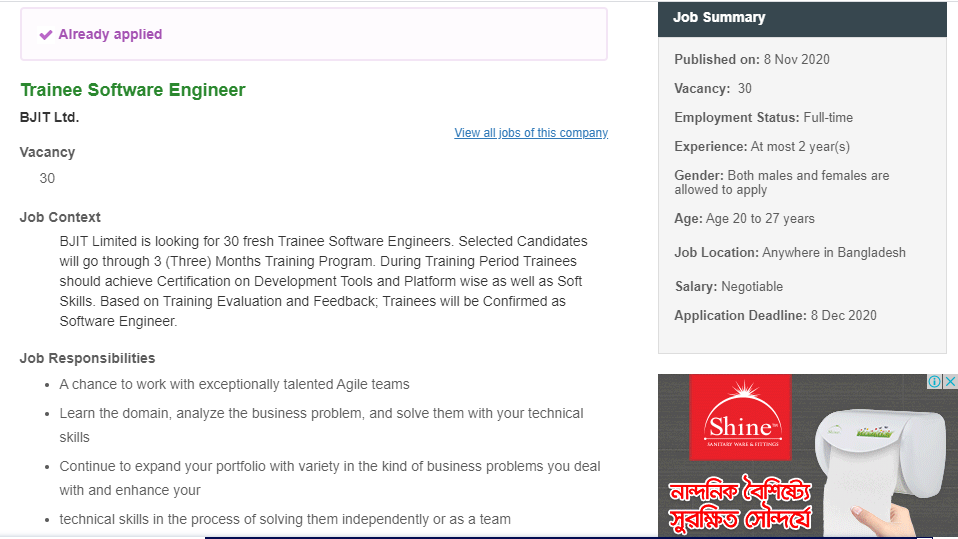 Already applied
Trainee Software Engineer
BJIT Ltd.
View all jobs of this company
Vacancy
30
Job Context
BJIT Limited is looking for 30 fresh Trainee Software Engineers. Selected Candidates
will go through 3 (Three) Months Training Program. During Training Period Trainees
should achieve Certification on Development Tools and Platform wise as well as Soft
Skills. Based on Training Evaluation and Feedback; Trainees will be Confirmed as
Software Engineer.
Job Responsibilities
• A chance to work with exceptionally talented Agile teams
• Learn the domain, analyze the business problem, and solve them with your technical
skills
• Continue to expand your portfolio with variety in the kind of business problems you deal
with and enhance your
• technical skills in the process of solving them independently or as a team
Job Summary
Published on: 8 Nov 2020
Vacancy: 30
Employment Status: Full-time
Experience: At most 2 year(s)
Gender: Both males and females are
allowed to apply
Age: Age 20 to 27 years
Job Location: Anywhere in Bangladesh
Salary: Negotiable
Application Deadline: 8 Dec 2020
Shine
SANITARY WARE & FITTINGS
নান্দনিক বৈশিষ্ট্যে
সুরক্ষিত সৌন্দর্যে